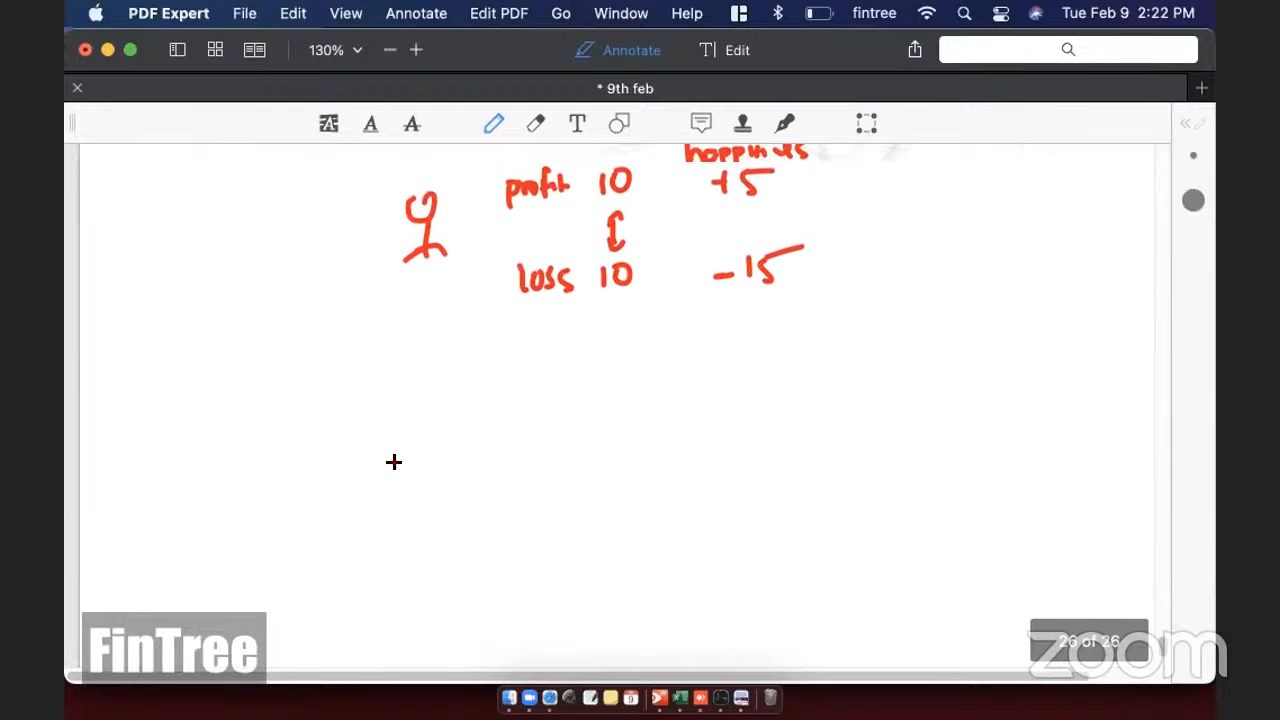 PDF Expert File Edit View Annotate Edit PDF Go Window Help fintree Tue Feb 9 2:22 PM
130% Annotate Edit
* 9th feb
happines
profit 10 +5
loss 10 -15
FinTree
26 of 26
zoom